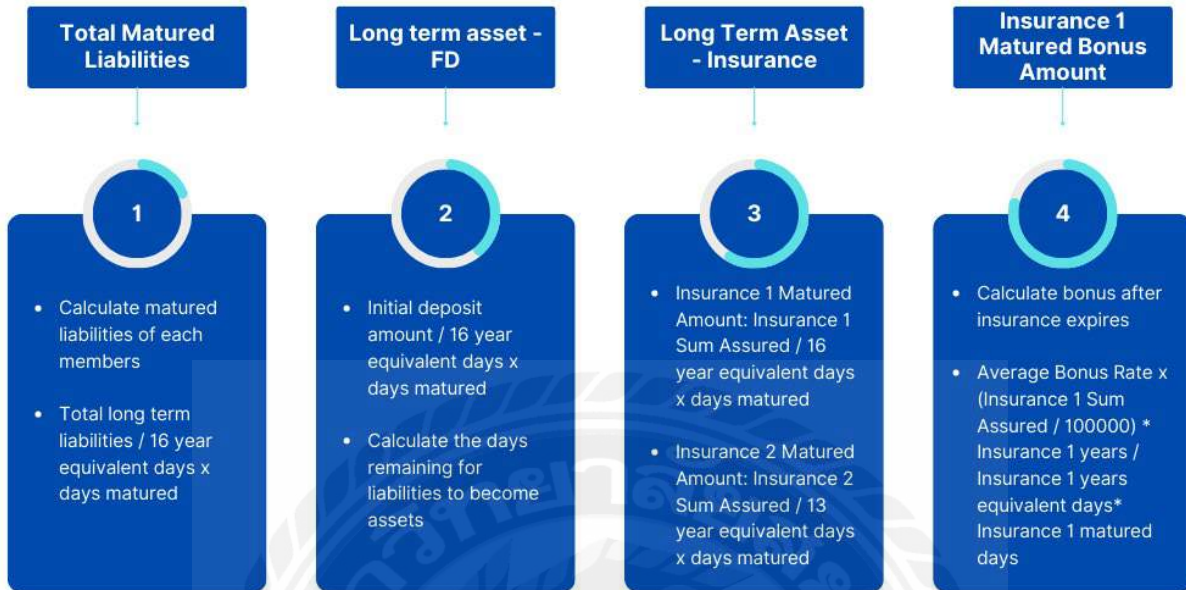 Total Matured
Liabilities
Long term asset -
FD
Long Term Asset
- Insurance
Insurance 1
Matured Bonus
Amount
1
• Calculate matured
liabilities of each
members
• Total long term
liabilities / 16 year
equivalent days x
days matured
2
• Initial deposit
amount / 16 year
equivalent days x
days matured
• Calculate the days
remaining for
liabilities to become
assets
3
• Insurance 1 Matured
Amount: Insurance 1
Sum Assured / 16
year equivalent days
x days matured
• Insurance 2 Matured
Amount: Insurance 2
Sum Assured / 13
year equivalent days
x days matured
4
• Calculate bonus after
insurance expires
• Average Bonus Rate x
(Insurance 1 Sum
Assured / 100000) *
Insurance 1 years /
Insurance 1 years
equivalent days*
Insurance 1 matured
days